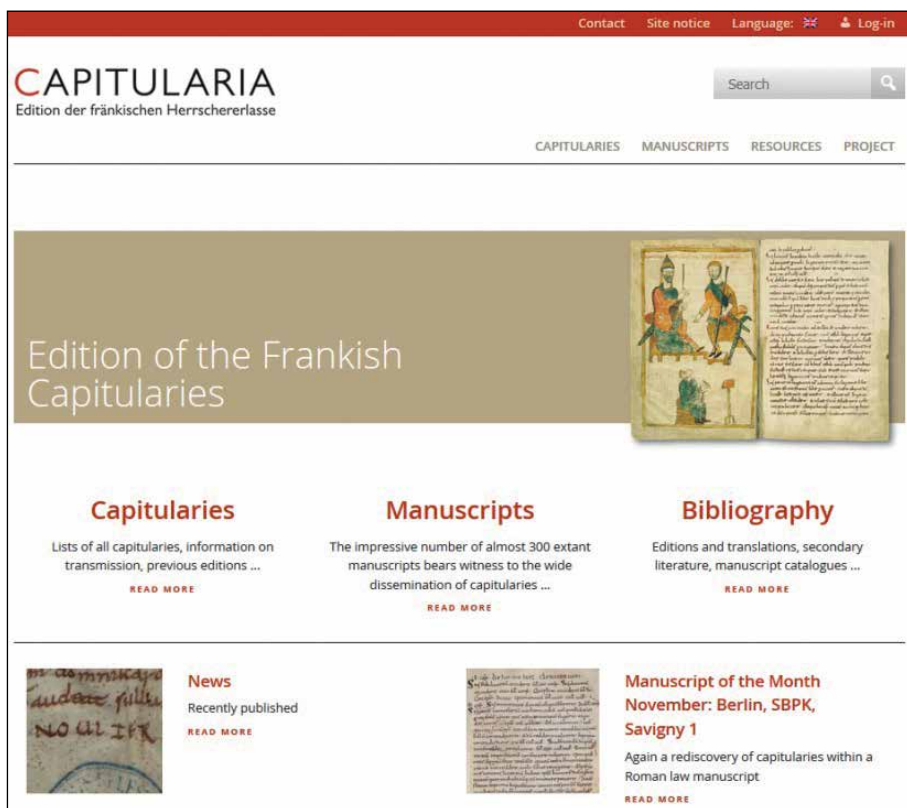 Contact Site notice Language: Log-in
CAPITULARIA
Edition der fränkischen Herrschererlasse
Search
CAPITULARIES MANUSCRIPTS RESOURCES PROJECT
Edition of the Frankish
Capitularies
Capitularies
Lists of all capitularies, information on
transmission, previous editions ...
READ MORE
Manuscripts
The impressive number of almost 300 extant
manuscripts bears witness to the wide
dissemination of capitularies ...
READ MORE
Bibliography
Editions and translations, secondary
literature, manuscript catalogues ...
READ MORE
News
Recently published
READ MORE
Manuscript of the Month
November: Berlin, SBPK,
Savigny 1
Again a rediscovery of capitularies within a
Roman law manuscript
READ MORE